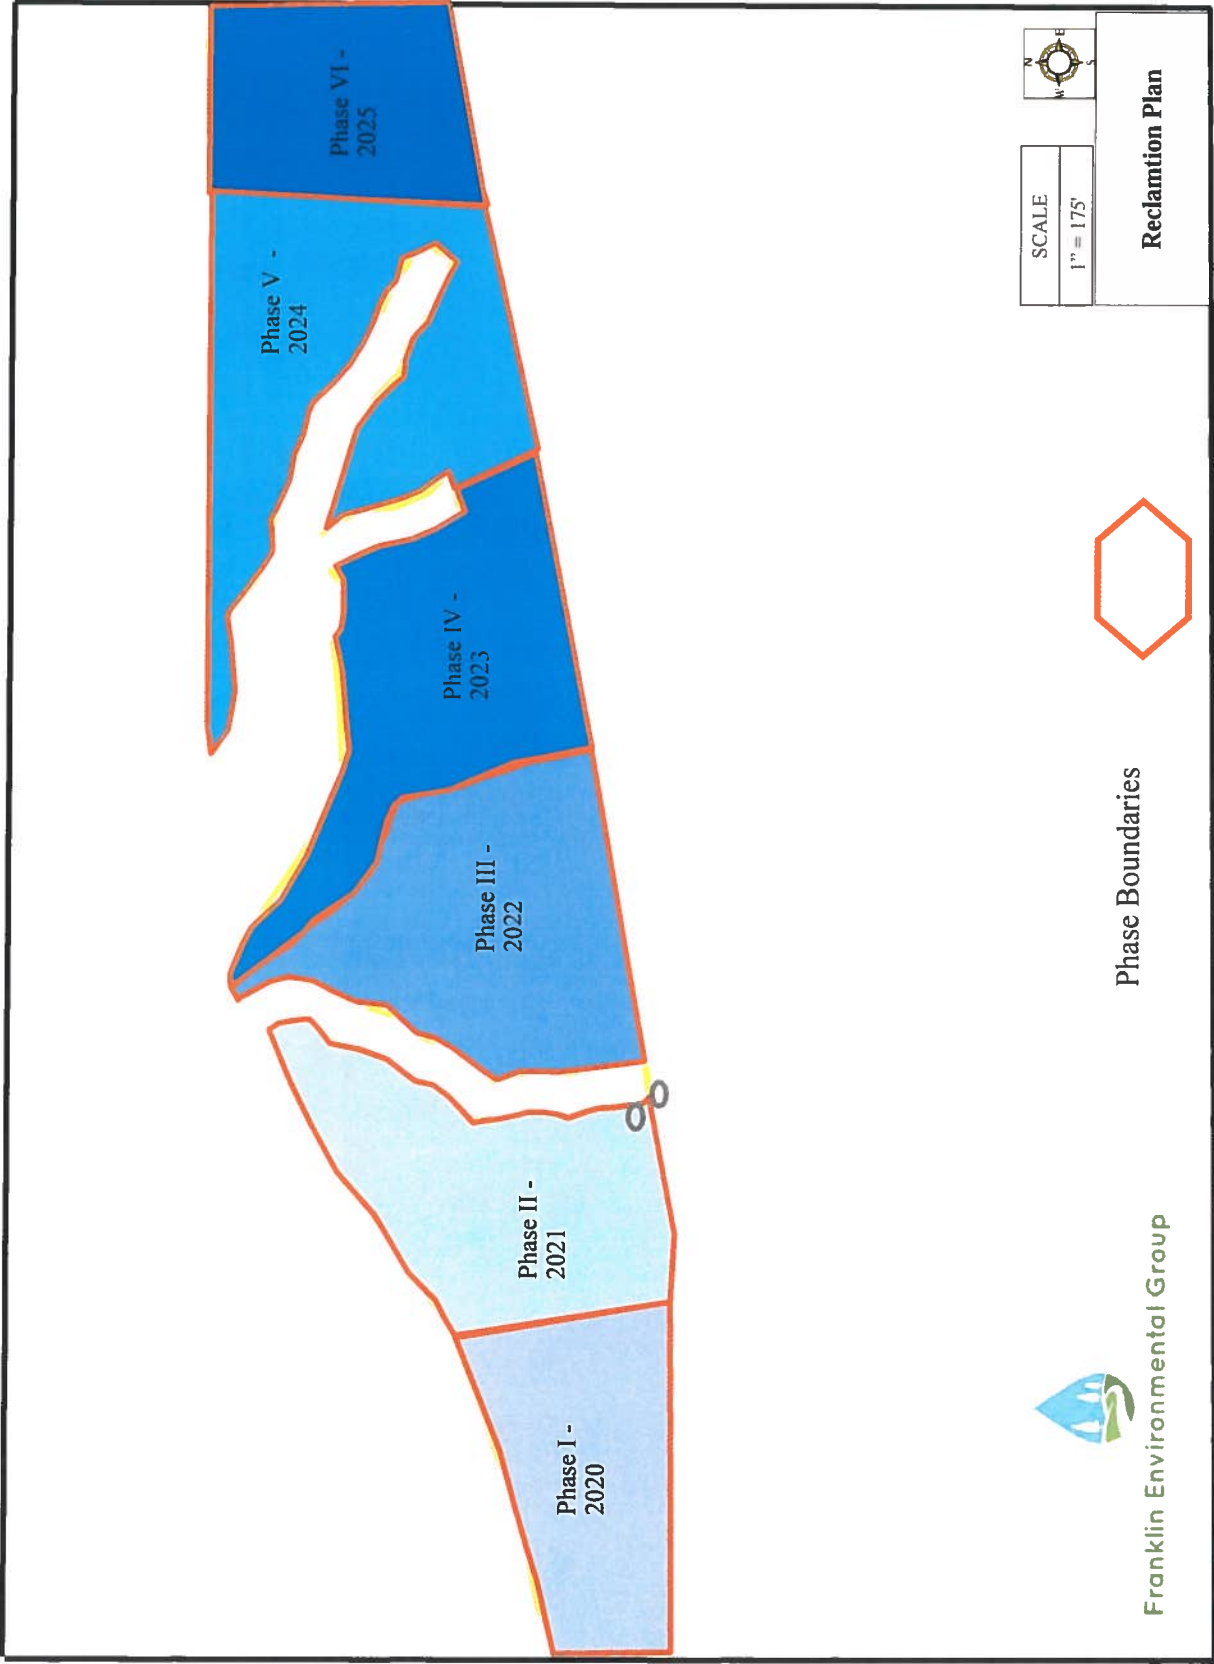 Phase I -
2020
Phase II -
2021
Phase III -
2022
Phase IV -
2023
Phase V -
2024
Phase VI -
2025
Franklin Environmental Group
Phase Boundaries
SCALE
1" = 175'
N
W
E
S
Reclamtion Plan